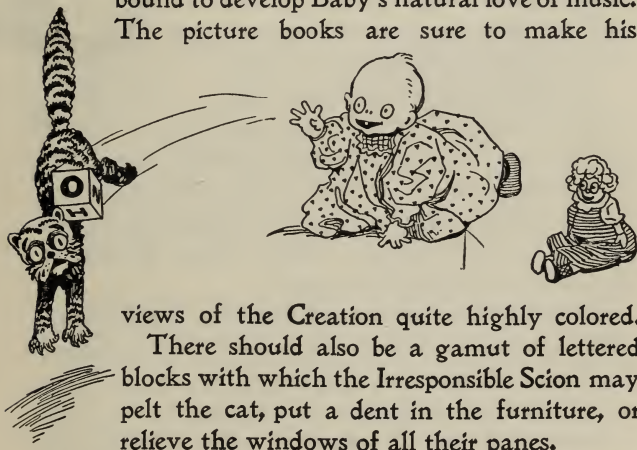 bound to develop Baby's natural love of music.
The picture books are sure to make his
O
views of the Creation quite highly colored.
There should also be a gamut of lettered
blocks with which the Irresponsible Scion may
pelt the cat, put a dent in the furniture, or
relieve the windows of all their panes.